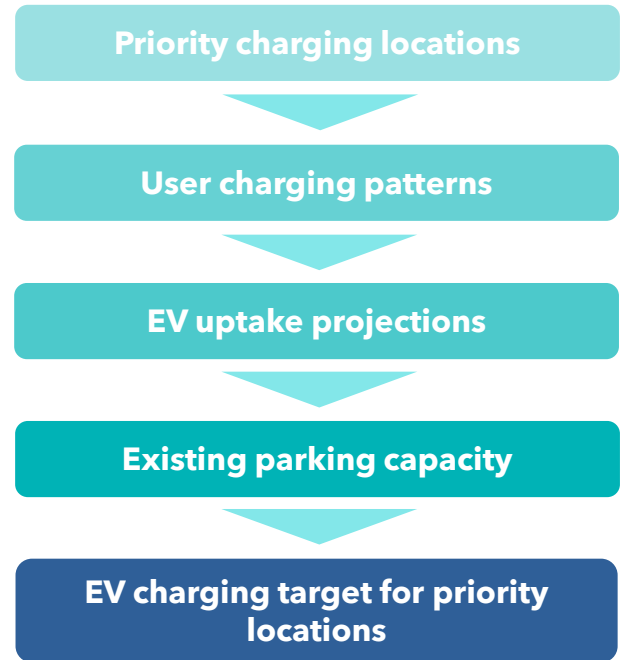 Priority charging locations
User charging patterns
EV uptake projections
Existing parking capacity
EV charging target for priority
locations